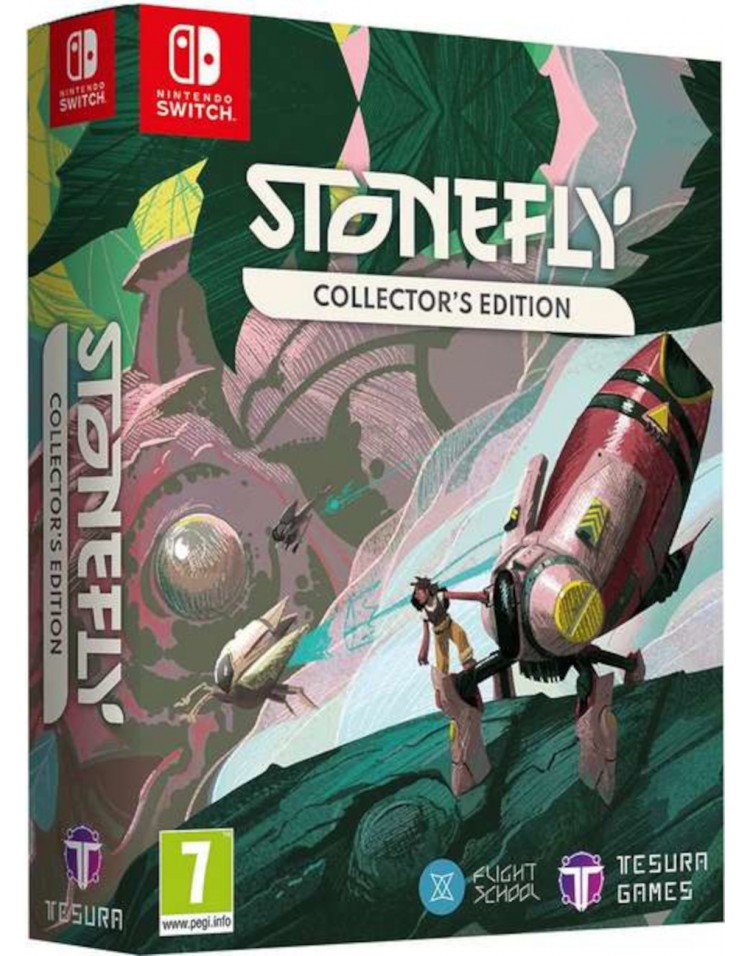 NINTENDO
SWITCH
NINTENDO
SWITCH
STONEFLY
COLLECTOR'S EDITION
STONEFLY
COLLECTOR'S EDITION
TESURA
7
www.pegi.info
FLIGHT
SCHOOL
TESURA
GAMES